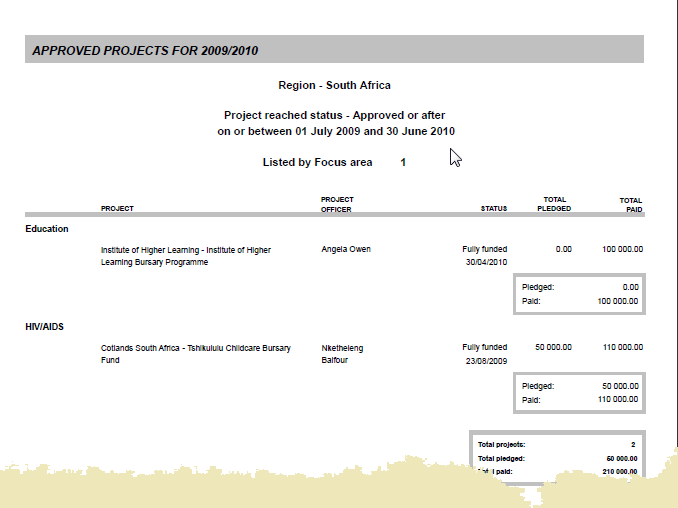 APPROVED PROJECTS FOR 2009/2010
Region - South Africa
Project reached status - Approved or after
on or between 01 July 2009 and 30 June 2010
Listed by Focus area 1
PROJECT PROJECT OFFICER STATUS TOTAL PLEDGED TOTAL PAID
Education
Institute of Higher Learning - Institute of Higher Angela Owen Fully funded 0.00 100 000.00
Learning Bursary Programme 30/04/2010
Pledged: 0.00
Paid: 100 000.00
HIV/AIDS
Cotlands South Africa - Tshikululu Childcare Bursary Nketheleng Fully funded 50 000.00 110 000.00
Fund Balfour 23/08/2009
Pledged: 50 000.00
Paid: 110 000.00
Total projects: 2
Total pledged: 50 000.00
paid: 210 000.00